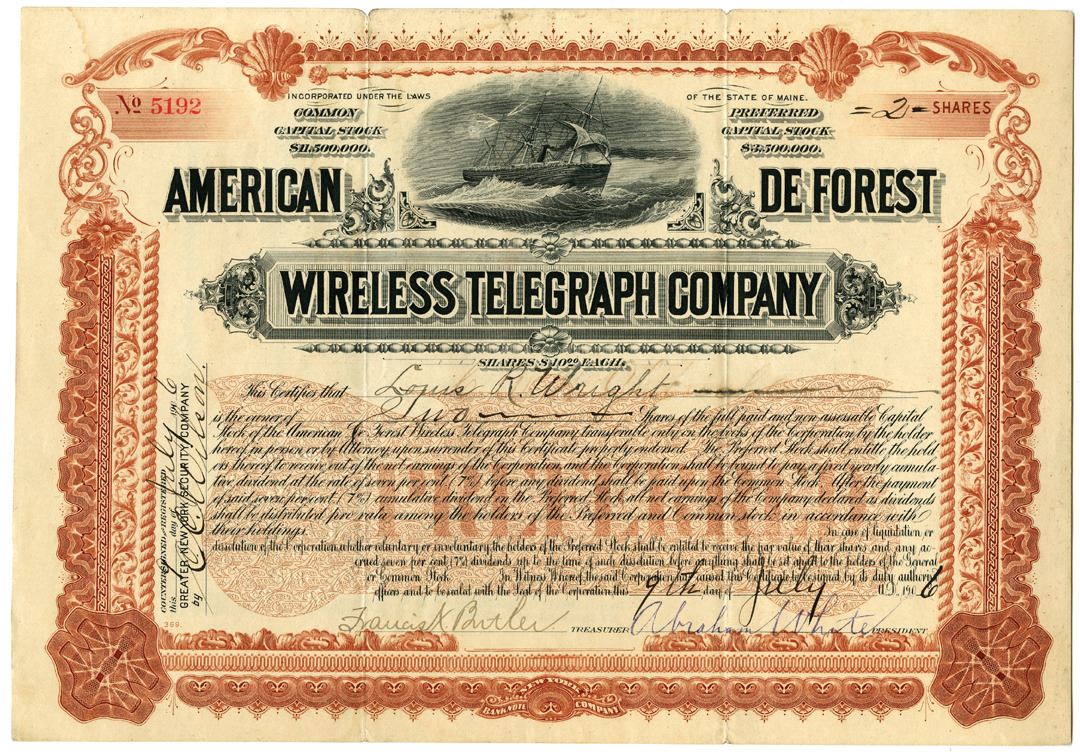 INCORPORATED UNDER THE LAWS OF THE STATE OF MAINE.
No 5192
COMMON
CAPITAL STOCK
$11,500,000.
PREFERRED
CAPITAL STOCK
$3,500,000.
=2= SHARES
AMERICAN DE FOREST
WIRELESS TELEGRAPH COMPANY
SHARES $10.00 EACH.
This Certifies that Louis R. Wright
is the owner of Two Shares of the full paid and non-assessable Capital
Stock of the American De Forest Wireless Telegraph Company, transferable only on the books of the Corporation by the holder
hereof in person or by Attorney, upon surrender of this Certificate properly endorsed. The Preferred Stock shall entitle the hold
ers thereof to receive out of the net earnings of the Corporation and the Corporation shall be bound to pay a fixed yearly cumula
tive dividend at the rate of seven per cent. (7%) before any dividend shall be paid upon the Common Stock. After the payment
of said seven per cent. (7%) cumulative dividend on the Preferred Stock all net earnings of the Company declared as dividends
shall be distributed pro rata among the holders of the Preferred and Common stock in accordance with
their holdings. In case of liquidation or
dissolution of the Corporation, whether voluntary or involuntary, the holders of the Preferred Stock shall be entitled to receive the par value of their shares and any ac-
crued seven per cent. (7%) dividends up to the time of such dissolution before anything shall be set apart to the holders of the General
or Common Stock. In Witness Whereof, the said Corporation has caused this Certificate to be signed by its duly authorized
officers and to be sealed with the Seal of the Corporation, this 9th day of July A.D. 1906
Francis X Butler TREASURER Abraham White PRESIDENT
COUNTERSIGNED AND REGISTERED
this day of July 1906
GREATER NEW YORK SECURITY COMPANY
by
369.
NEW YORK
BANK NOTE COMPANY